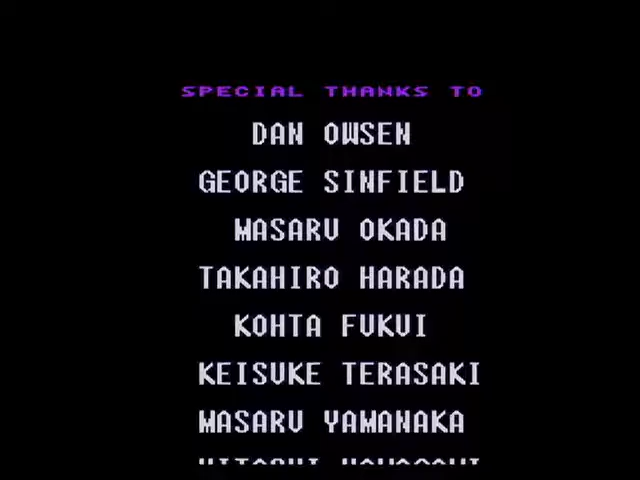 SPECIAL THANKS TO
DAN OWSEN
GEORGE SINFIELD
MASARU OKADA
TAKAHIRO HARADA
KOHTA FUKUI
KEISUKE TERASAKI
MASARU YAMANAKA